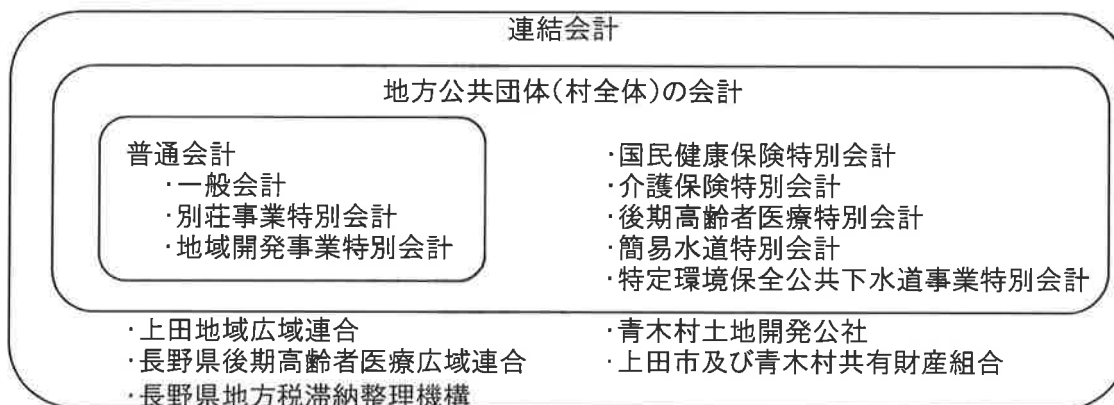 連結会計
地方公共団体(村全体)の会計
普通会計
・一般会計
・別荘事業特別会計
・地域開発事業特別会計
・国民健康保険特別会計
・介護保険特別会計
・後期高齢者医療特別会計
・簡易水道特別会計
・特定環境保全公共下水道事業特別会計
・上田地域広域連合
・長野県後期高齢者医療広域連合
・長野県地方税滞納整理機構
・青木村土地開発公社
・上田市及び青木村共有財産組合